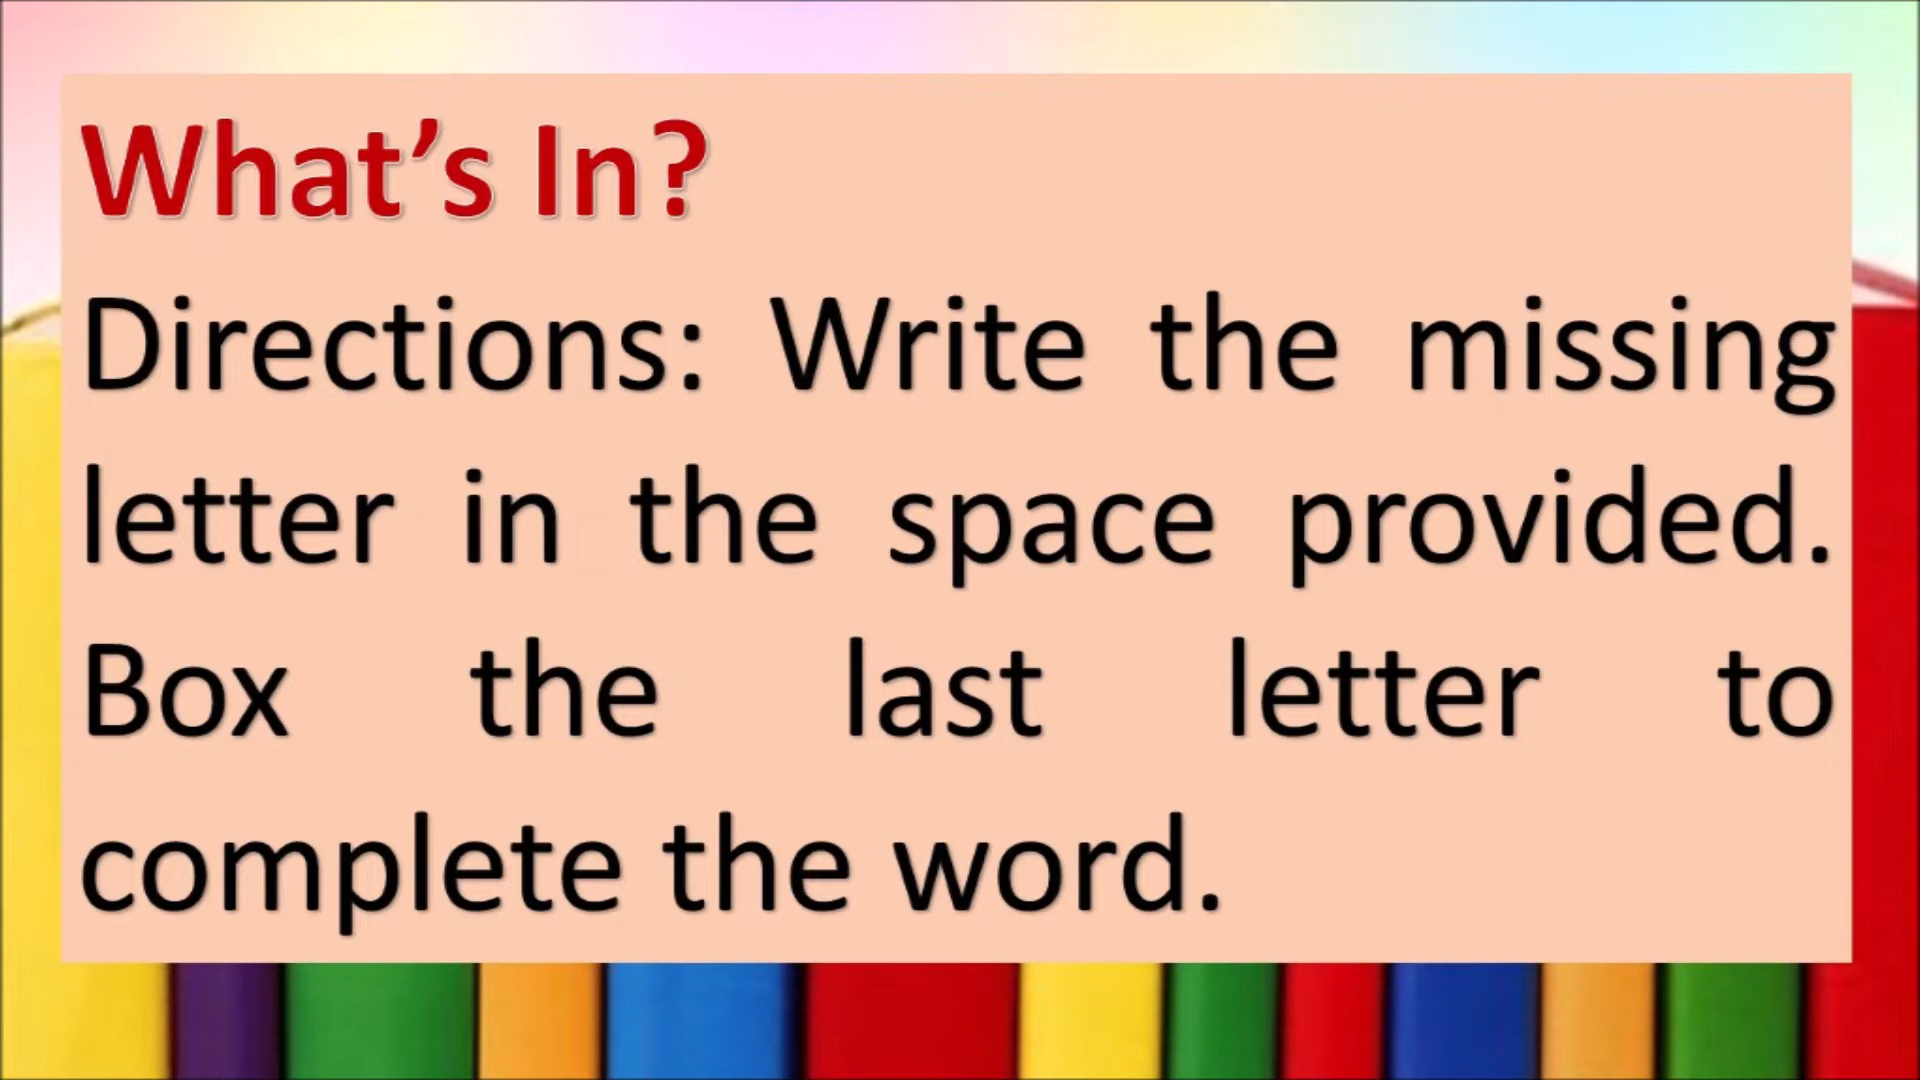 What’s In?
Directions: Write the missing
letter in the space provided.
Box the last letter to
complete the word.